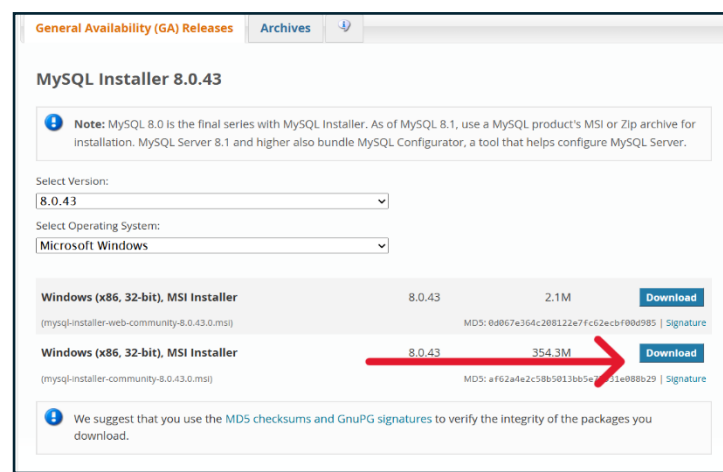 General Availability (GA) Releases
Archives
MySQL Installer 8.0.43
Note: MySQL 8.0 is the final series with MySQL Installer. As of MySQL 8.1, use a MySQL product's MSI or Zip archive for
installation. MySQL Server 8.1 and higher also bundle MySQL Configurator, a tool that helps configure MySQL Server.
Select Version:
8.0.43
Select Operating System:
Microsoft Windows
Windows (x86, 32-bit), MSI Installer 8.0.43 2.1M Download
(mysql-installer-web-community-8.0.43.0.msi) MD5: 0d067e364c208122e7fc62ecbf00d985 | Signature
Windows (x86, 32-bit), MSI Installer 8.0.43 354.3M Download
(mysql-installer-community-8.0.43.0.msi) MD5: | Signature
We suggest that you use the MD5 checksums and GnuPG signatures to verify the integrity of the packages you
download.